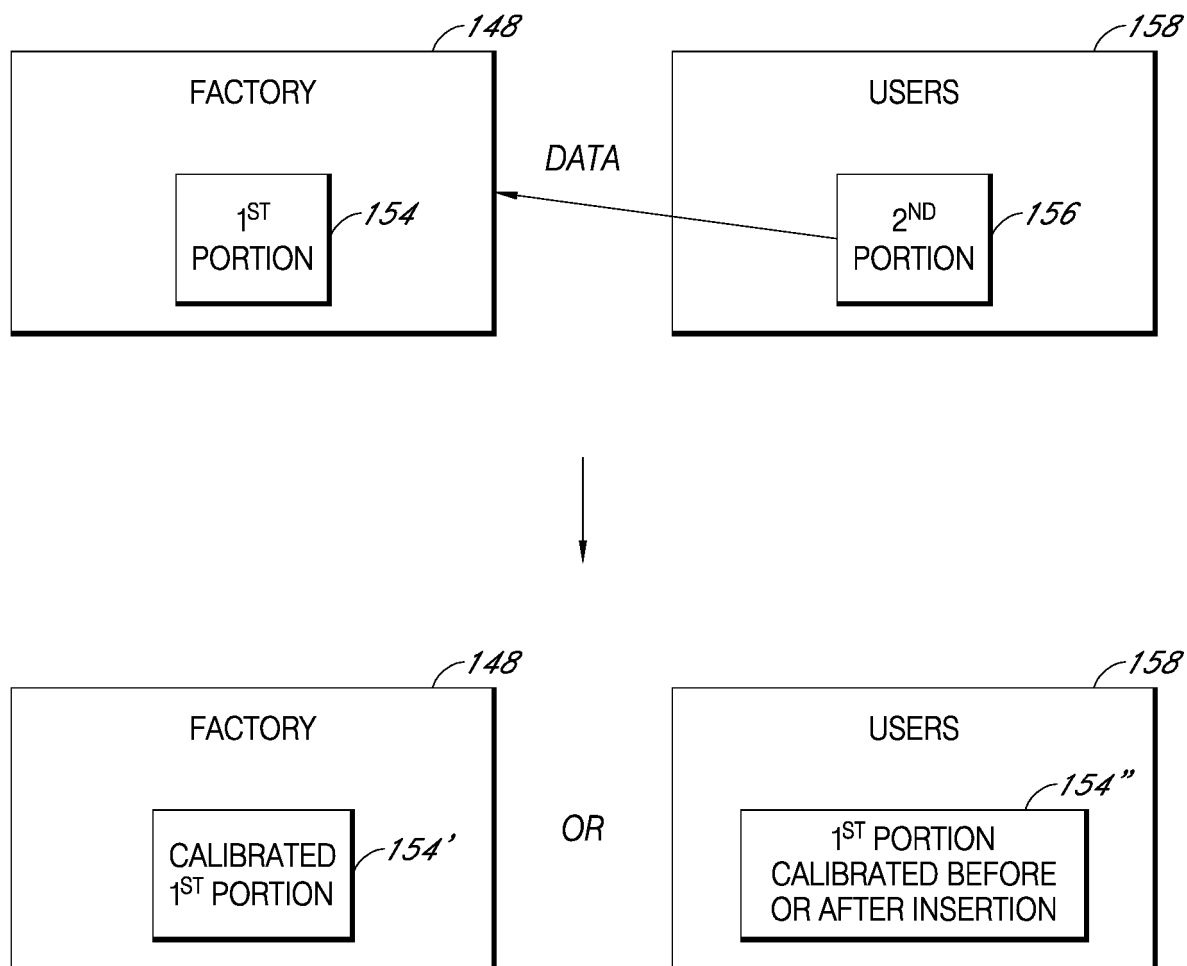 148
158
FACTORY
USERS
DATA
1ST
PORTION
154
2ND
PORTION
156
148
158
FACTORY
USERS
154”
CALIBRATED
1ST PORTION
154’
OR
1ST PORTION
CALIBRATED BEFORE
OR AFTER INSERTION